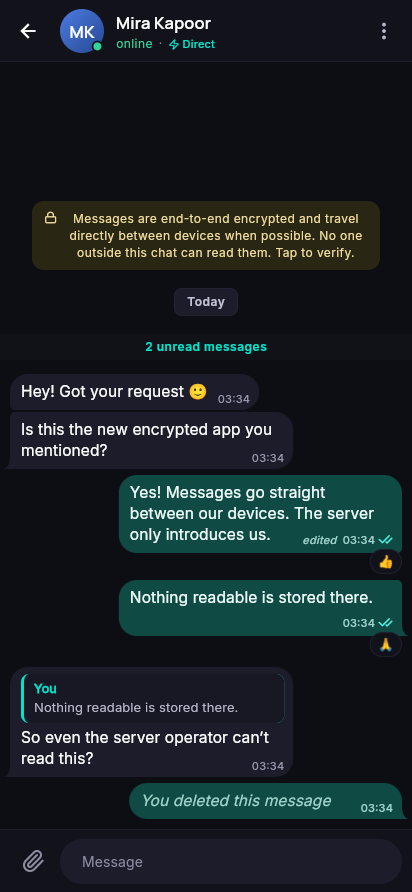 MK
Mira Kapoor
online · Direct
Messages are end-to-end encrypted and travel
directly between devices when possible. No one
outside this chat can read them. Tap to verify.
Today
2 unread messages
Hey! Got your request 🙂 03:34
Is this the new encrypted app you
mentioned?
03:34
Yes! Messages go straight
between our devices. The server
only introduces us. edited 03:34
👍
Nothing readable is stored there.
03:34
🙏
You
Nothing readable is stored there.
So even the server operator can’t
read this?
03:34
You deleted this message 03:34
Message